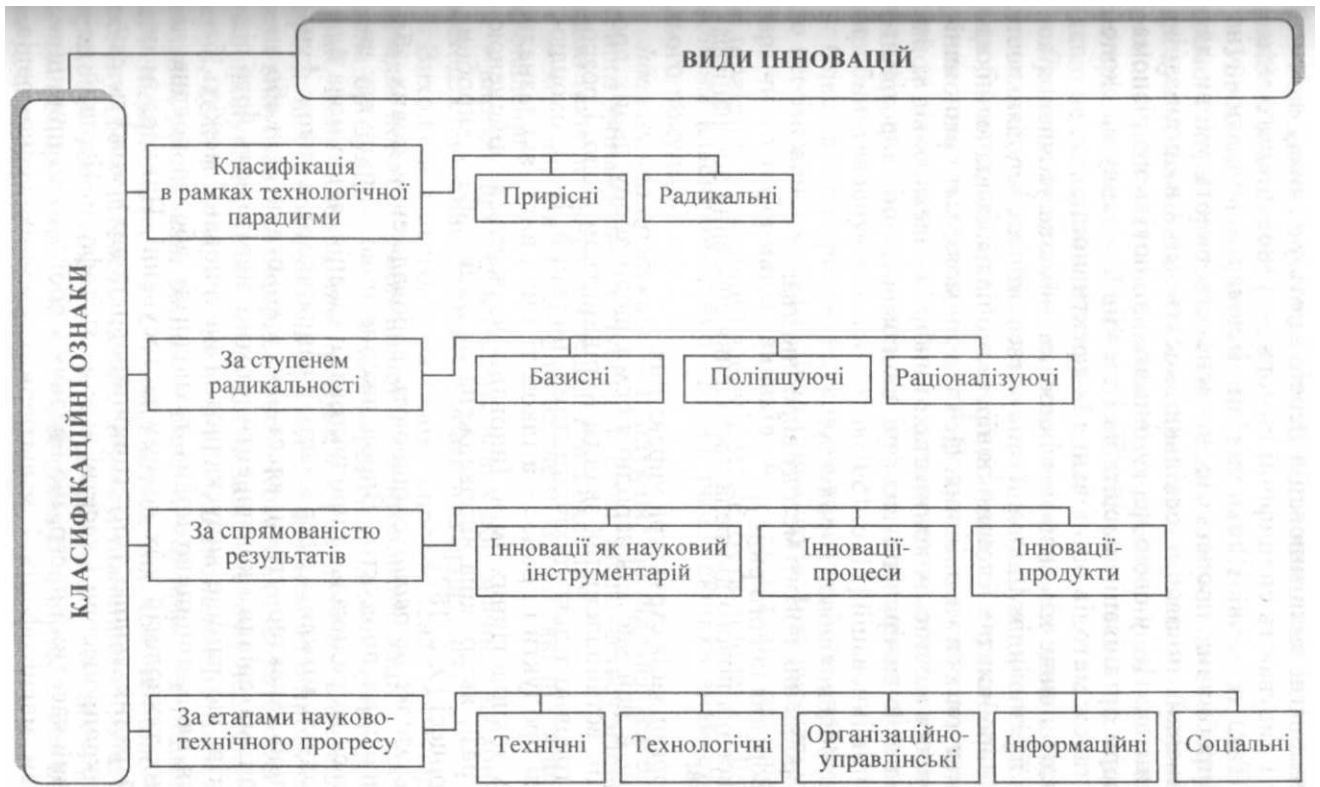 ВИДИ ІННОВАЦІЙ
КЛАСИФІКАЦІЙНІ ОЗНАКИ
Класифікація
в рамках технологічної
парадигми
Прирісні
Радикальні
За ступенем
радикальності
Базисні
Поліпшуючі
Раціоналізуючі
За спрямованістю
результатів
Інновації як науковий
інструментарій
Інновації-
процеси
Інновації-
продукти
За етапами науково-
технічного прогресу
Технічні
Технологічні
Організаційно-
управлінські
Інформаційні
Соціальні